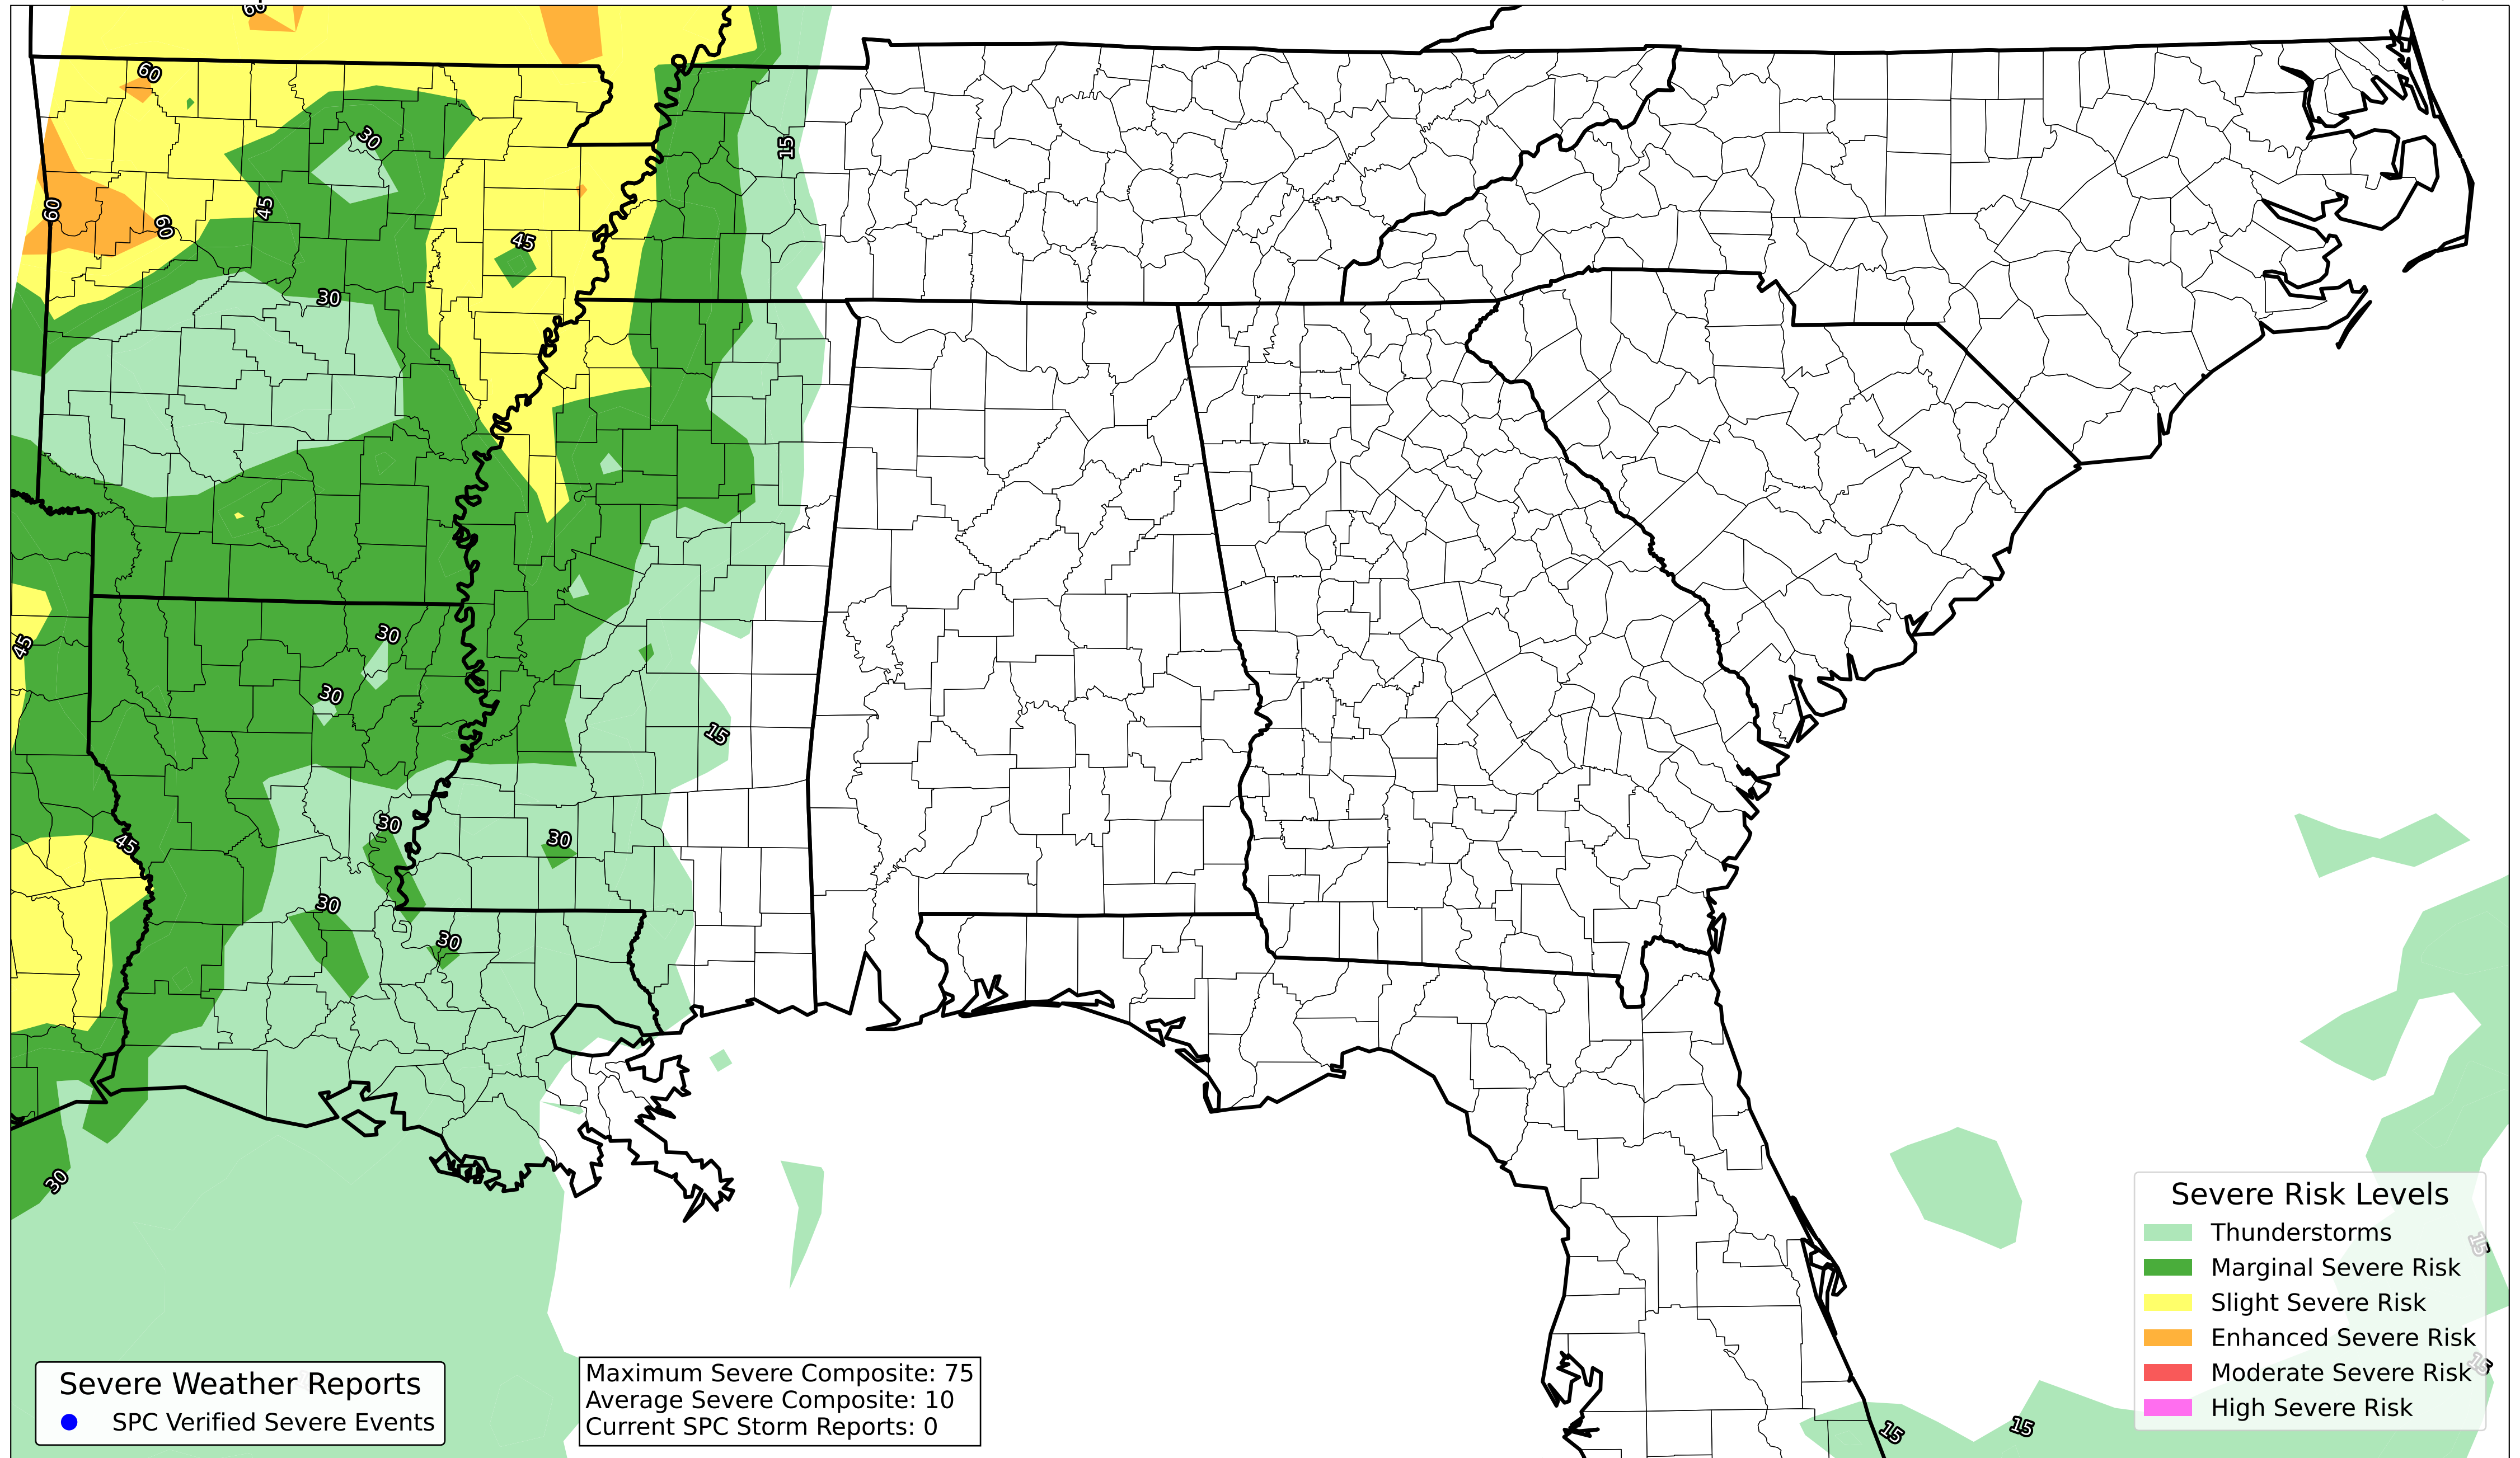 60
60
30
15
60
60
45
45
30
30
45
30
15
30
30
45
30
30
30
15
30
Severe Risk Levels
Thunderstorms
Marginal Severe Risk
Slight Severe Risk
Enhanced Severe Risk
Moderate Severe Risk
High Severe Risk
15
15
15
Severe Weather Reports
SPC Verified Severe Events
Maximum Severe Composite: 75
Average Severe Composite: 10
Current SPC Storm Reports: 0